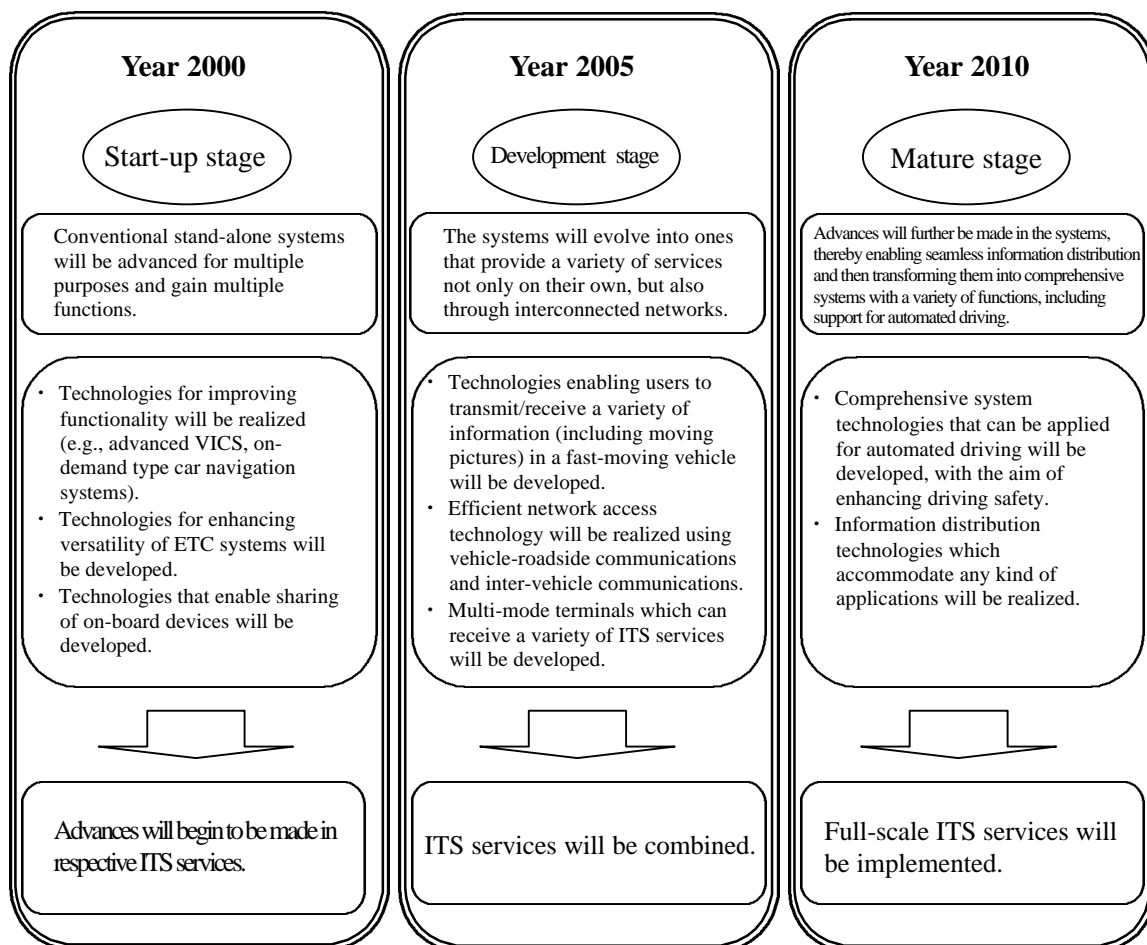 Year 2000
Start-up stage
Conventional stand-alone systems
will be advanced for multiple
purposes and gain multiple
functions.
・ Technologies for improving
functionality will be realized
(e.g., advanced VICS, on-
demand type car navigation
systems).
・ Technologies for enhancing
versatility of ETC systems will
be developed.
・ Technologies that enable sharing
of on-board devices will be
developed.
Advances will begin to be made in
respective ITS services.
Year 2005
Development stage
The systems will evolve into ones
that provide a variety of services
not only on their own, but also
through interconnected networks.
・ Technologies enabling users to
transmit/receive a variety of
information (including moving
pictures) in a fast-moving vehicle
will be developed.
・ Efficient network access
technology will be realized using
vehicle-roadside communications
and inter-vehicle communications.
・ Multi-mode terminals which can
receive a variety of ITS services
will be developed.
ITS services will be combined.
Year 2010
Mature stage
Advances will further be made in the systems,
thereby enabling seamless information distribution
and then transforming them into comprehensive
systems with a variety of functions, including
support for automated driving.
・ Comprehensive system
technologies that can be applied
for automated driving will be
developed, with the aim of
enhancing driving safety.
・ Information distribution
technologies which
accommodate any kind of
applications will be realized.
Full-scale ITS services will
be implemented.